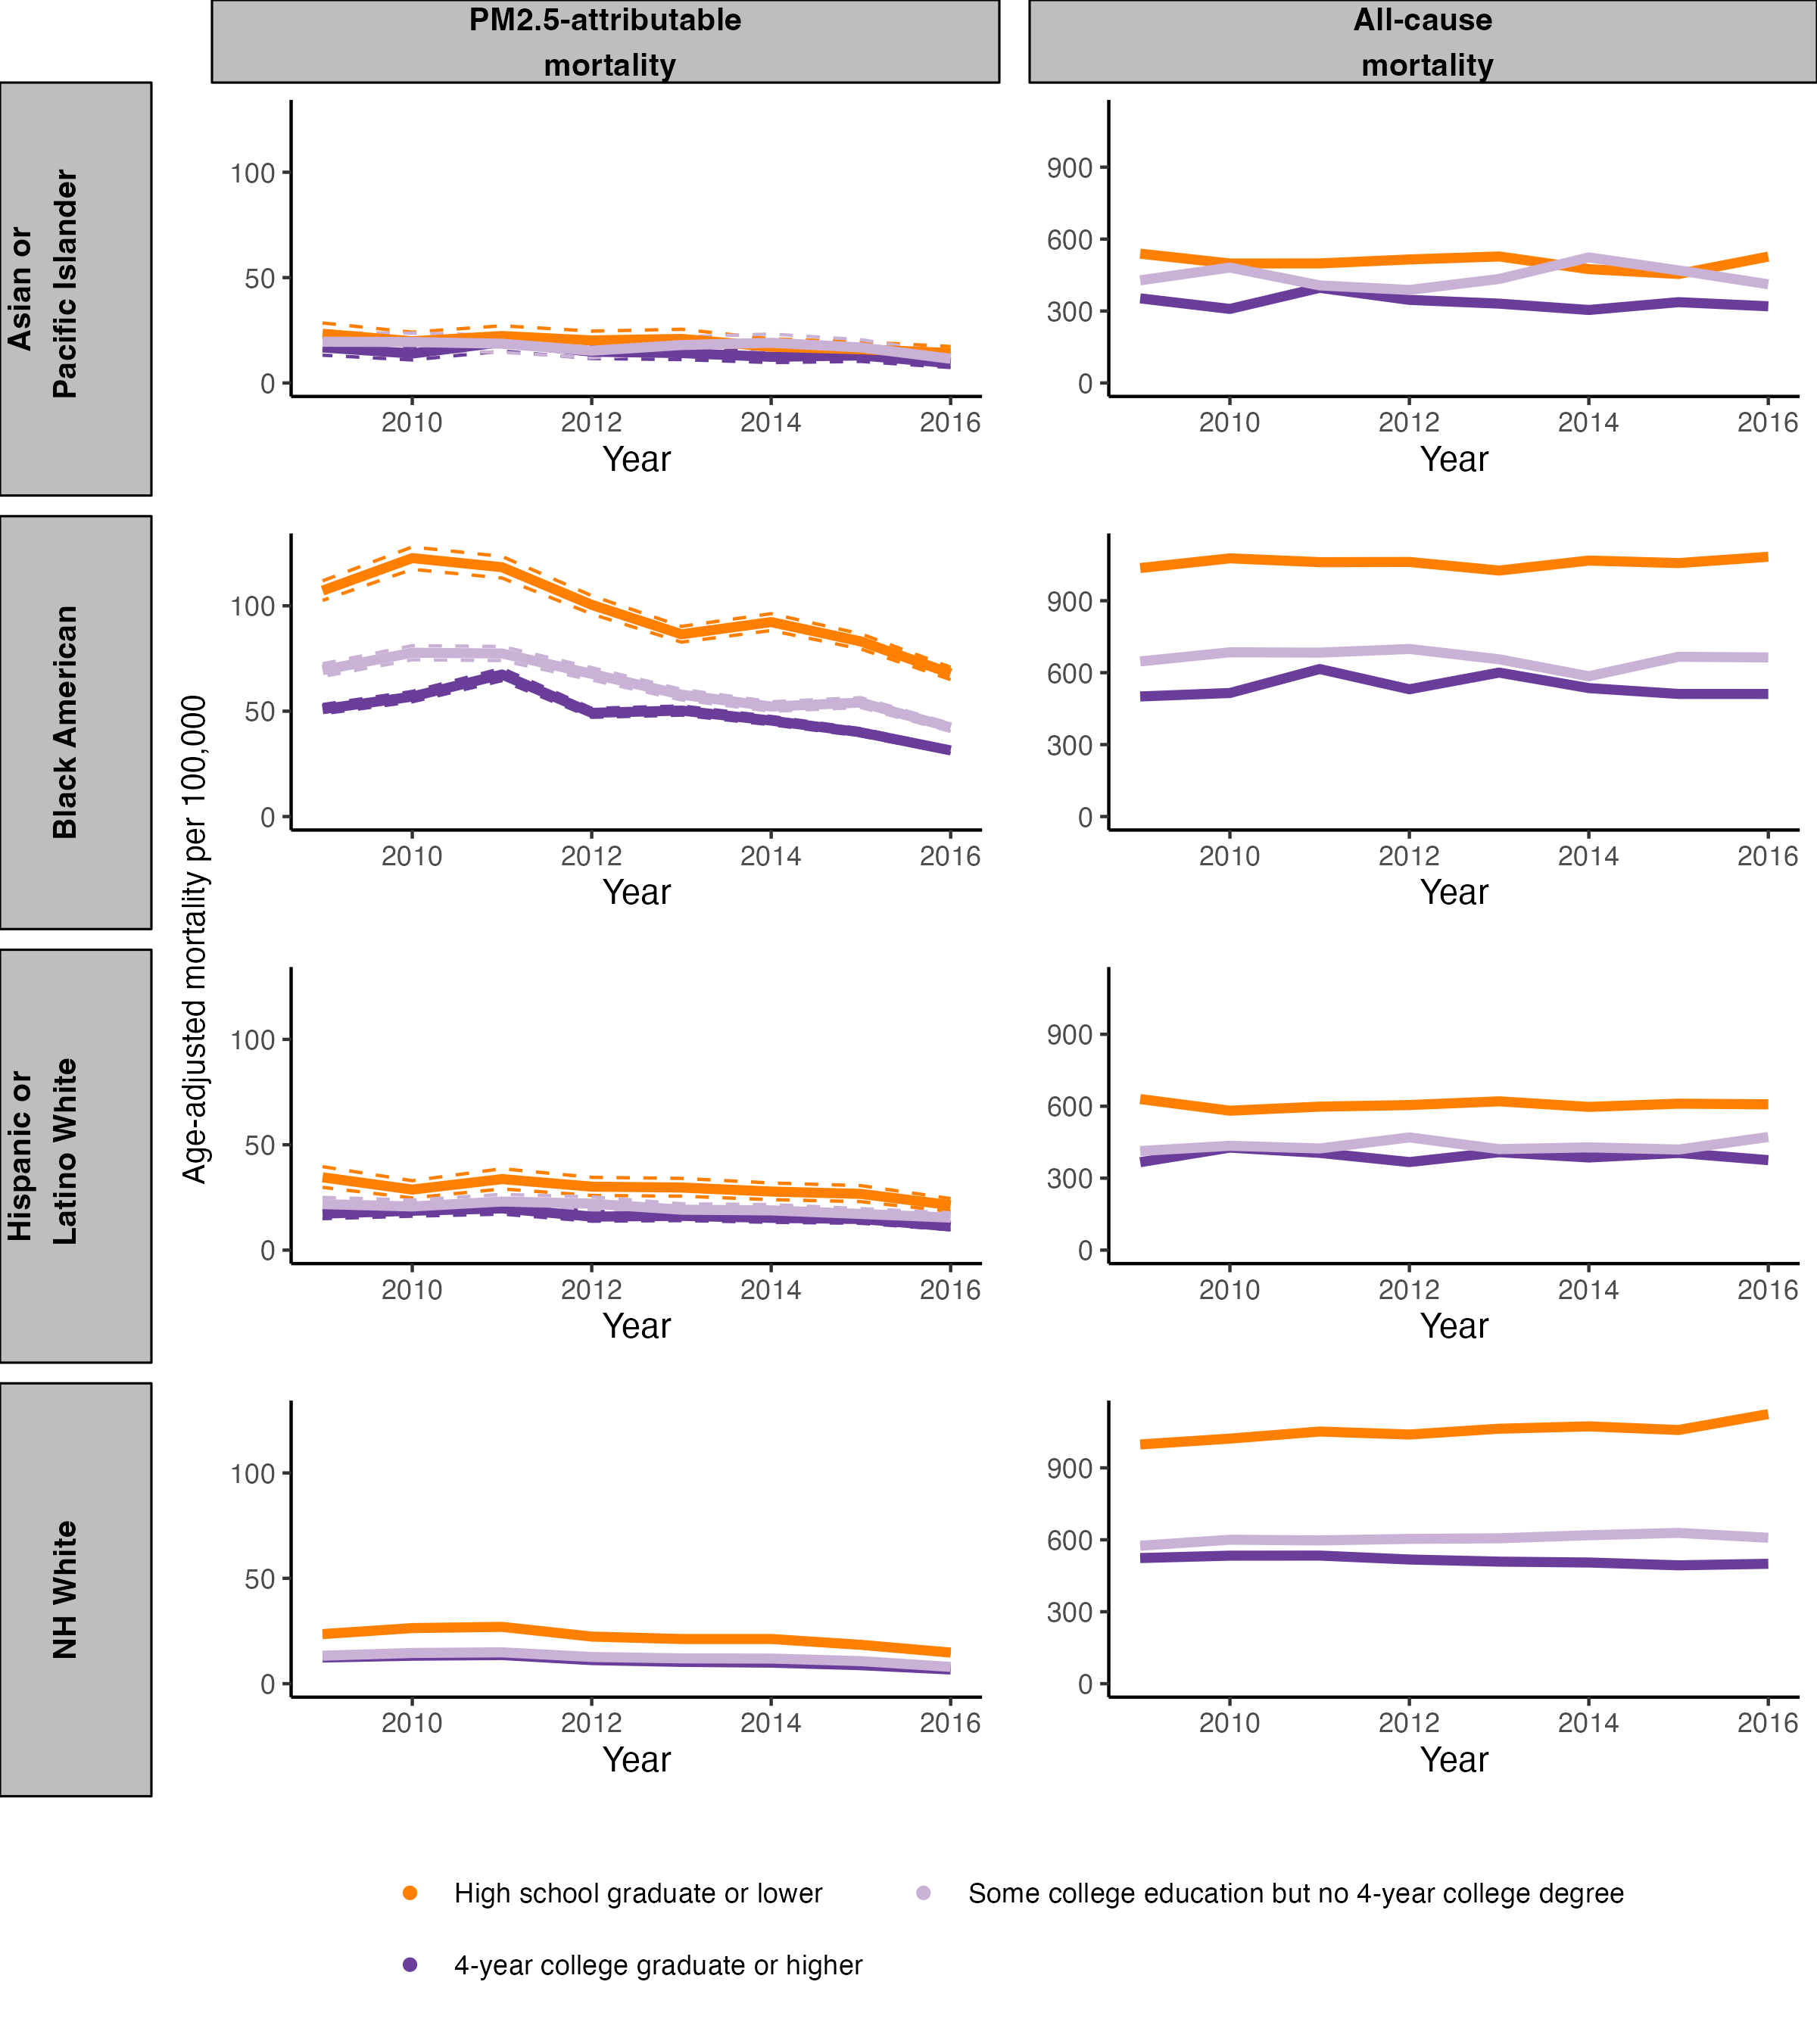 PM2.5-attributable
mortality
All-cause
mortality
Asian or
Pacific Islander
100
50
0
2010 2012 2014 2016
Year
900
600
300
0
2010 2012 2014 2016
Year
Black American
Age-adjusted mortality per 100,000
100
50
0
2010 2012 2014 2016
Year
900
600
300
0
2010 2012 2014 2016
Year
Hispanic or
Latino White
100
50
0
2010 2012 2014 2016
Year
900
600
300
0
2010 2012 2014 2016
Year
NH White
100
50
0
2010 2012 2014 2016
Year
900
600
300
0
2010 2012 2014 2016
Year
High school graduate or lower
Some college education but no 4-year college degree
4-year college graduate or higher